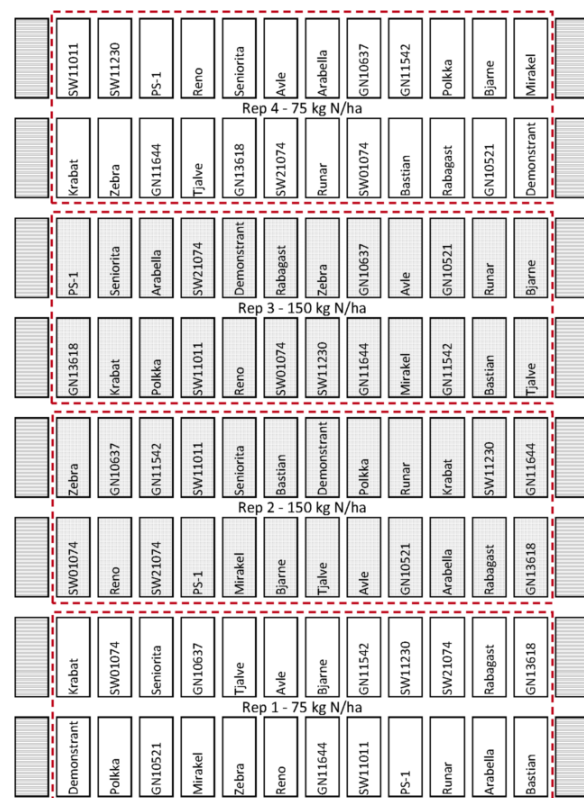 SW11011 SW11230 PS-1 Reno Seniorita Avle Arabella GN10637 GN11542 Polkka Bjarne Mirakel
Rep 4 - 75 kg N/ha
Krabat Zebra GN11644 Tjalve GN13618 SW21074 Runar SW01074 Bastian Rabagast GN10521 Demonstrant
PS-1 Seniorita Arabella SW21074 Demonstrant Rabagast Zebra GN10637 Avle GN10521 Runar Bjarne
Rep 3 - 150 kg N/ha
GN13618 Krabat Polkka SW11011 Reno SW01074 SW11230 GN11644 Mirakel GN11542 Bastian Tjalve
Zebra GN10637 GN11542 SW11011 Seniorita Bastian Demonstrant Polkka Runar Krabat SW11230 GN11644
Rep 2 - 150 kg N/ha
SW01074 Reno SW21074 PS-1 Mirakel Bjarne Tjalve Avle GN10521 Arabella Rabagast GN13618
Krabat SW01074 Seniorita GN10637 Tjalve Avle Bjarne GN11542 SW11230 SW21074 Rabagast GN13618
Rep 1 - 75 kg N/ha
Demonstrant Polkka GN10521 Mirakel Zebra Reno GN11644 SW11011 PS-1 Runar Arabella Bastian